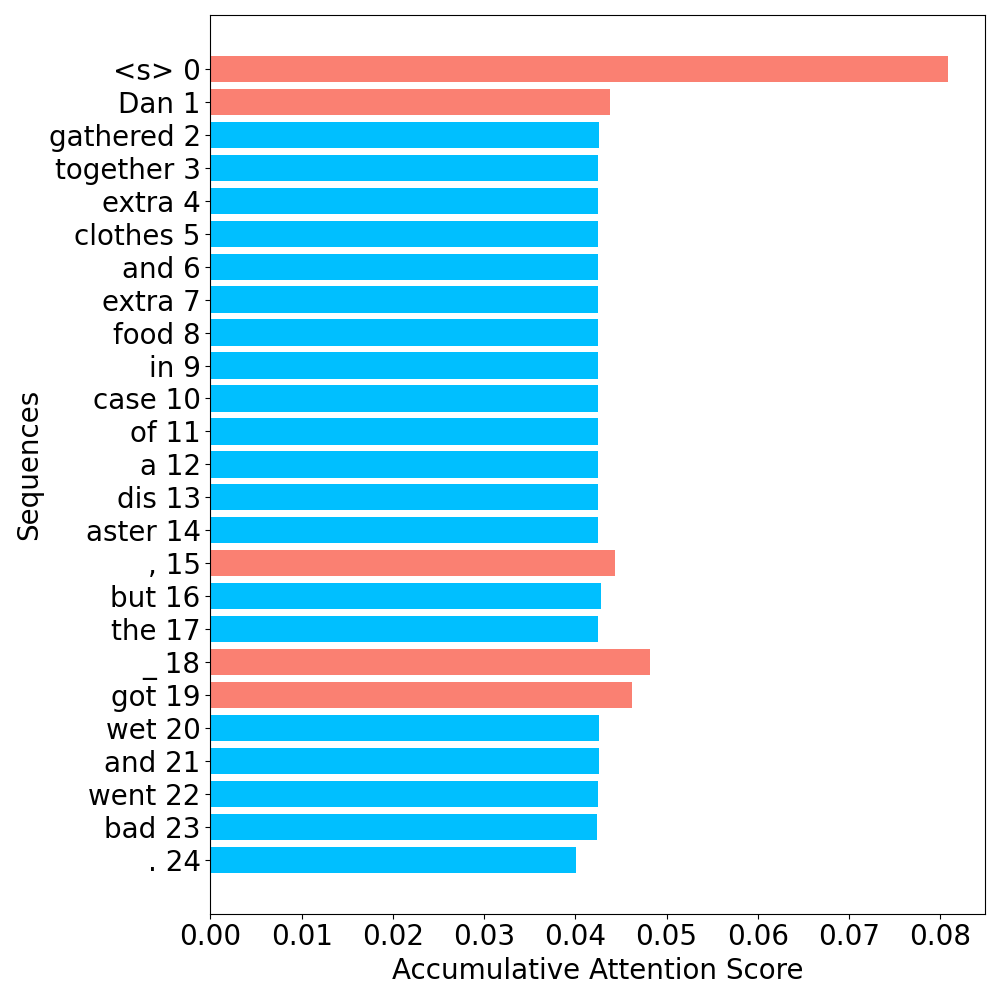 <s> 0
Dan 1
gathered 2
together 3
extra 4
clothes 5
and 6
extra 7
food 8
in 9
case 10
of 11
a 12
dis 13
aster 14
, 15
but 16
the 17
_ 18
got 19
wet 20
and 21
went 22
bad 23
. 24
Sequences
0.00 0.01 0.02 0.03 0.04 0.05 0.06 0.07 0.08
Accumulative Attention Score